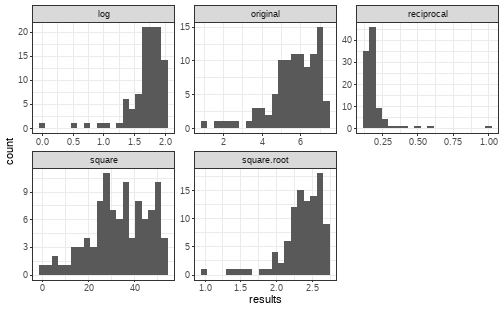 log original reciprocal
20 15 10 5 0
0.0 0.5 1.0 1.5 2.0
15 10 5 0
2 4 6
40 30 20 10 0
0.25 0.50 0.75 1.00
count
square square.root
9 6 3 0
0 20 40
15 10 5 0
1.0 1.5 2.0 2.5
results